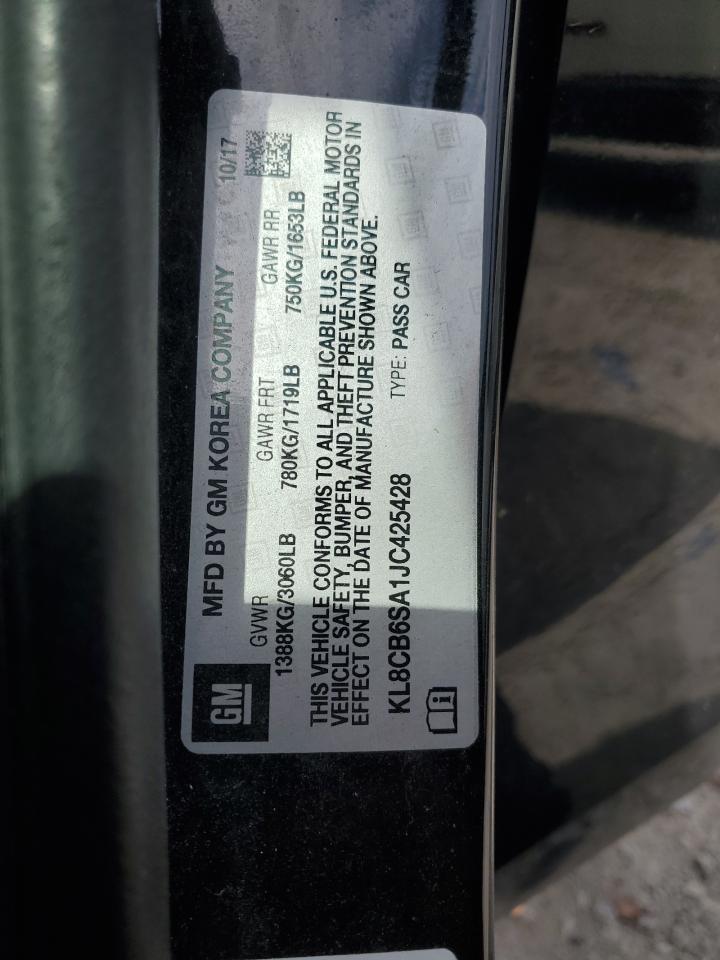 GM
MFD BY GM KOREA COMPANY 10/17
GVWR GAWR FRT GAWR RR
1388KG/3060LB 780KG/1719LB 750KG/1653LB
THIS VEHICLE CONFORMS TO ALL APPLICABLE U.S. FEDERAL MOTOR
VEHICLE SAFETY, BUMPER, AND THEFT PREVENTION STANDARDS IN
EFFECT ON THE DATE OF MANUFACTURE SHOWN ABOVE.
KL8CB6SA1JC425428 TYPE: PASS CAR